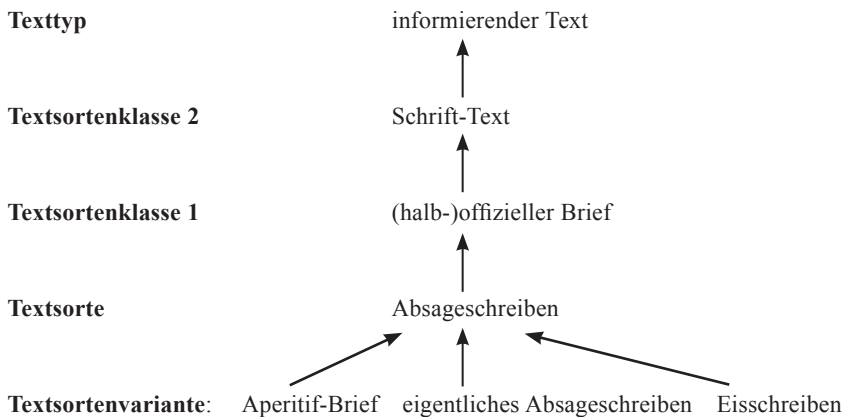 Texttyp informierender Text
Textsortenklasse 2 Schrift-Text
Textsortenklasse 1 (halb-)offizieller Brief
Textsorte Absageschreiben
Textsortenvariante: Aperitif-Brief eigentliches Absageschreiben Eisschreiben